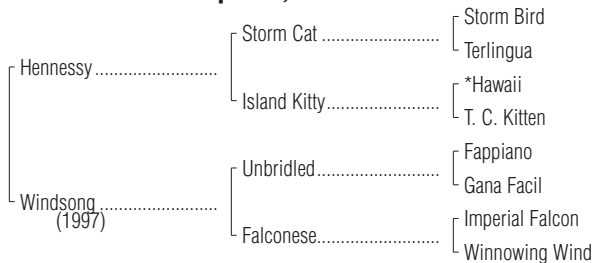 Storm Bird
Storm Cat ........................
Terlingua
Hennessy ..........................
*Hawaii
Island Kitty........................
T. C. Kitten
Fappiano
Unbridled..........................
Gana Facil
Windsong .........................
(1997)
Imperial Falcon
Falconese..........................
Winnowing Wind